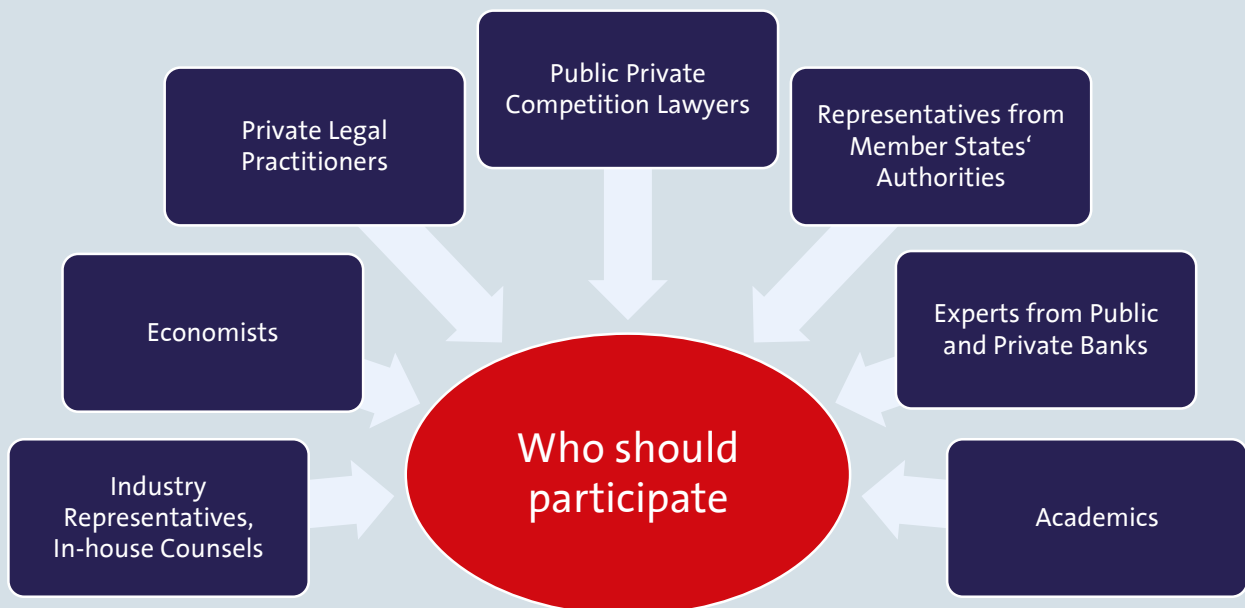 Public Private
Competition Lawyers
Private Legal
Practitioners
Representatives from
Member States‘
Authorities
Economists
Experts from Public
and Private Banks
Industry
Representatives,
In-house Counsels
Who should
participate
Academics